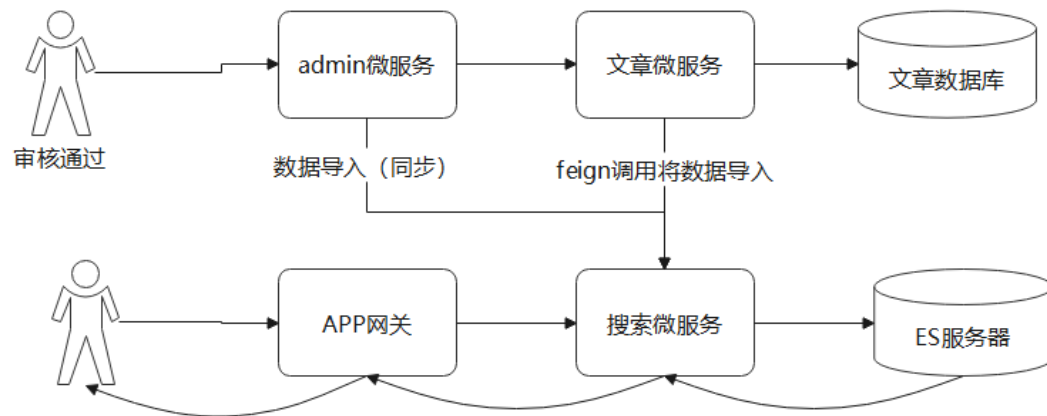 admin微服务
文章微服务
文章数据库
审核通过
数据导入（同步）
feign调用将数据导入
APP网关
搜索微服务
ES服务器